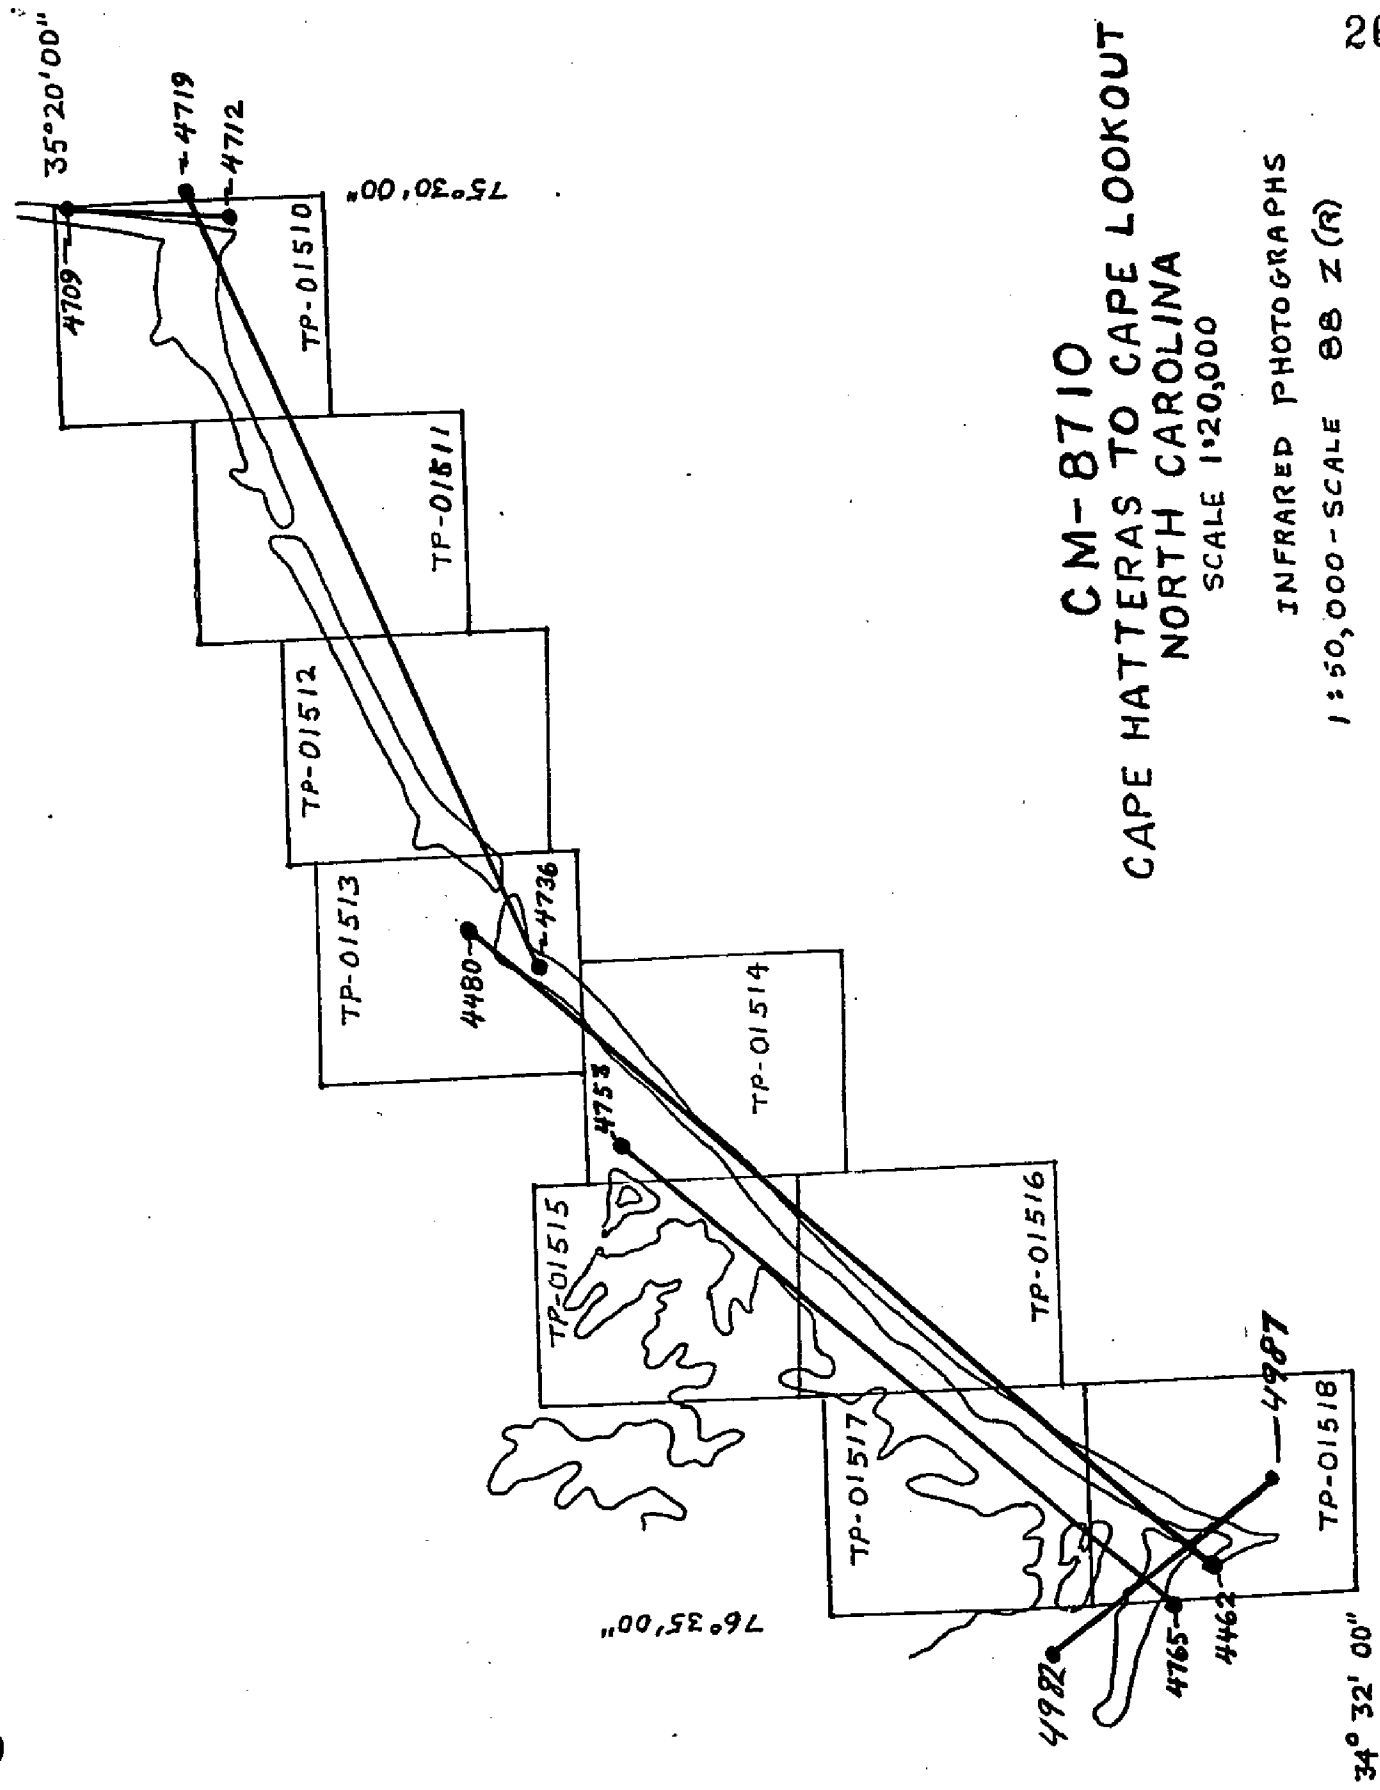 CM-8710
CAPE HATTERAS TO CAPE LOOKOUT
NORTH CAROLINA
SCALE 1:20,000
INFRARED PHOTOGRAPHS
1:50,000-SCALE 88 Z (R)
35°20'00"
75°30'00"
4709
4719
4712
TP-01510
TP-01511
TP-01512
TP-01513
4480
4736
TP-01514
4753
TP-01515
TP-01516
TP-01517
TP-01518
4987
4982
4765
4462
76°35'00"
34°32'00"